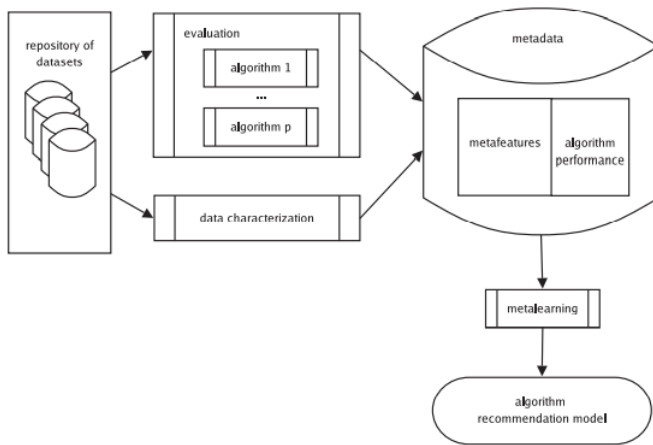 repository of
datasets
evaluation
algorithm 1
...
algorithm p
data characterization
metadata
metafeatures
algorithm
performance
metalearning
algorithm
recommendation model